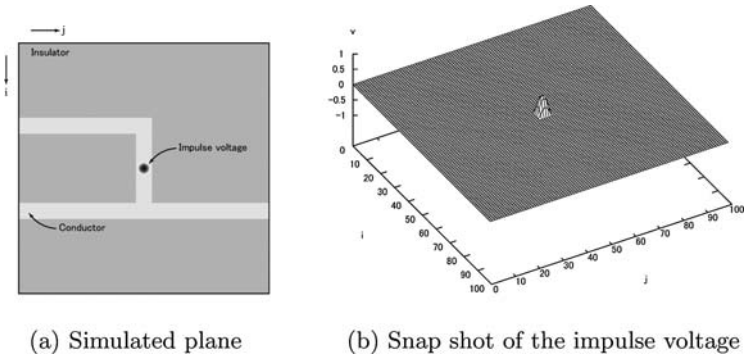 j
Insulator
i
Impulse voltage
Conductor
(a) Simulated plane
v
1
0.5
0
−0.5
−1
0
10
20
30
40
50
60
70
80
90
100
i
0
10
20
30
40
50
60
70
80
90
100
j
(b) Snap shot of the impulse voltage